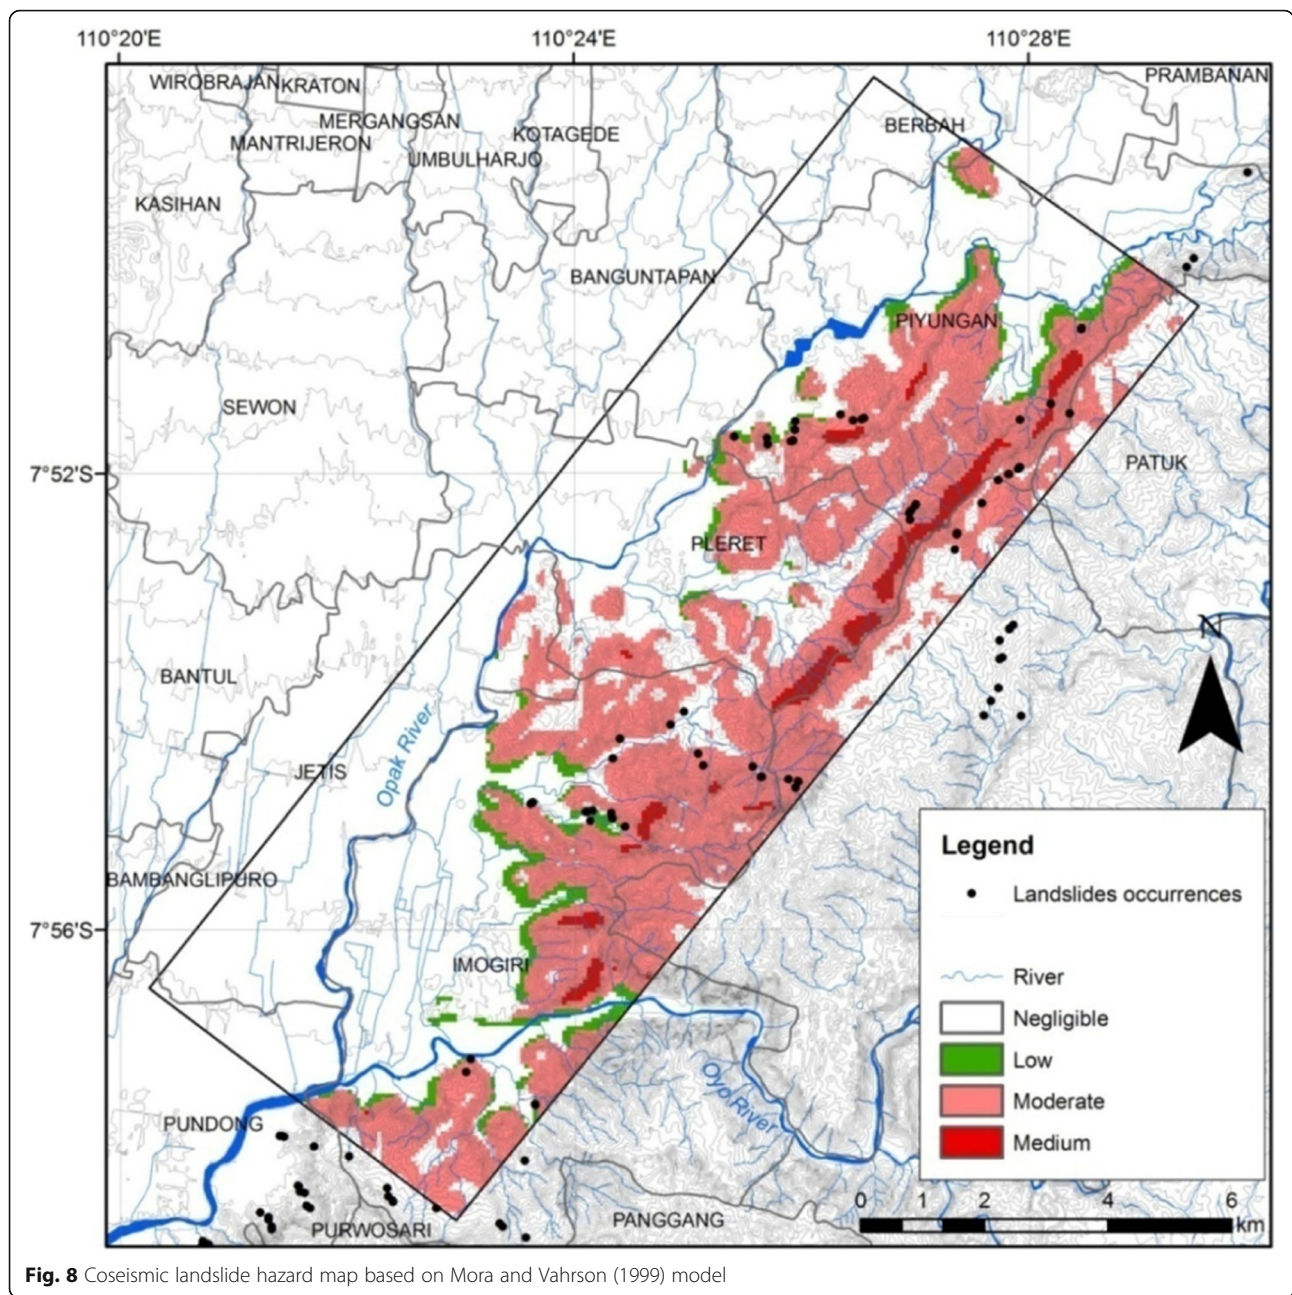 110°20'E 110°24'E 110°28'E
PRAMBANAN
WIROBRAJAN KRATON
MERGANGSAN
BERBAH
KOTAGEDE
MANTRIJERON
UMBULHARJO
KASIHAN
BANGUNTAPAN
PIYUNGAN
SEWON
PATUK
7°52'S
PLERET
N
BANTUL
Opak River
JETIS
Legend
Landslides occurrences
BAMBANGLIPURO
7°56'S
IMOGIRI
River
Negligible
Low
Moderate
Medium
Oyo River
PUNDONG
0 1 2 4 6
km
PANGGANG
PURWOSARI
Fig. 8 Coseismic landslide hazard map based on Mora and Vahrson (1999) model